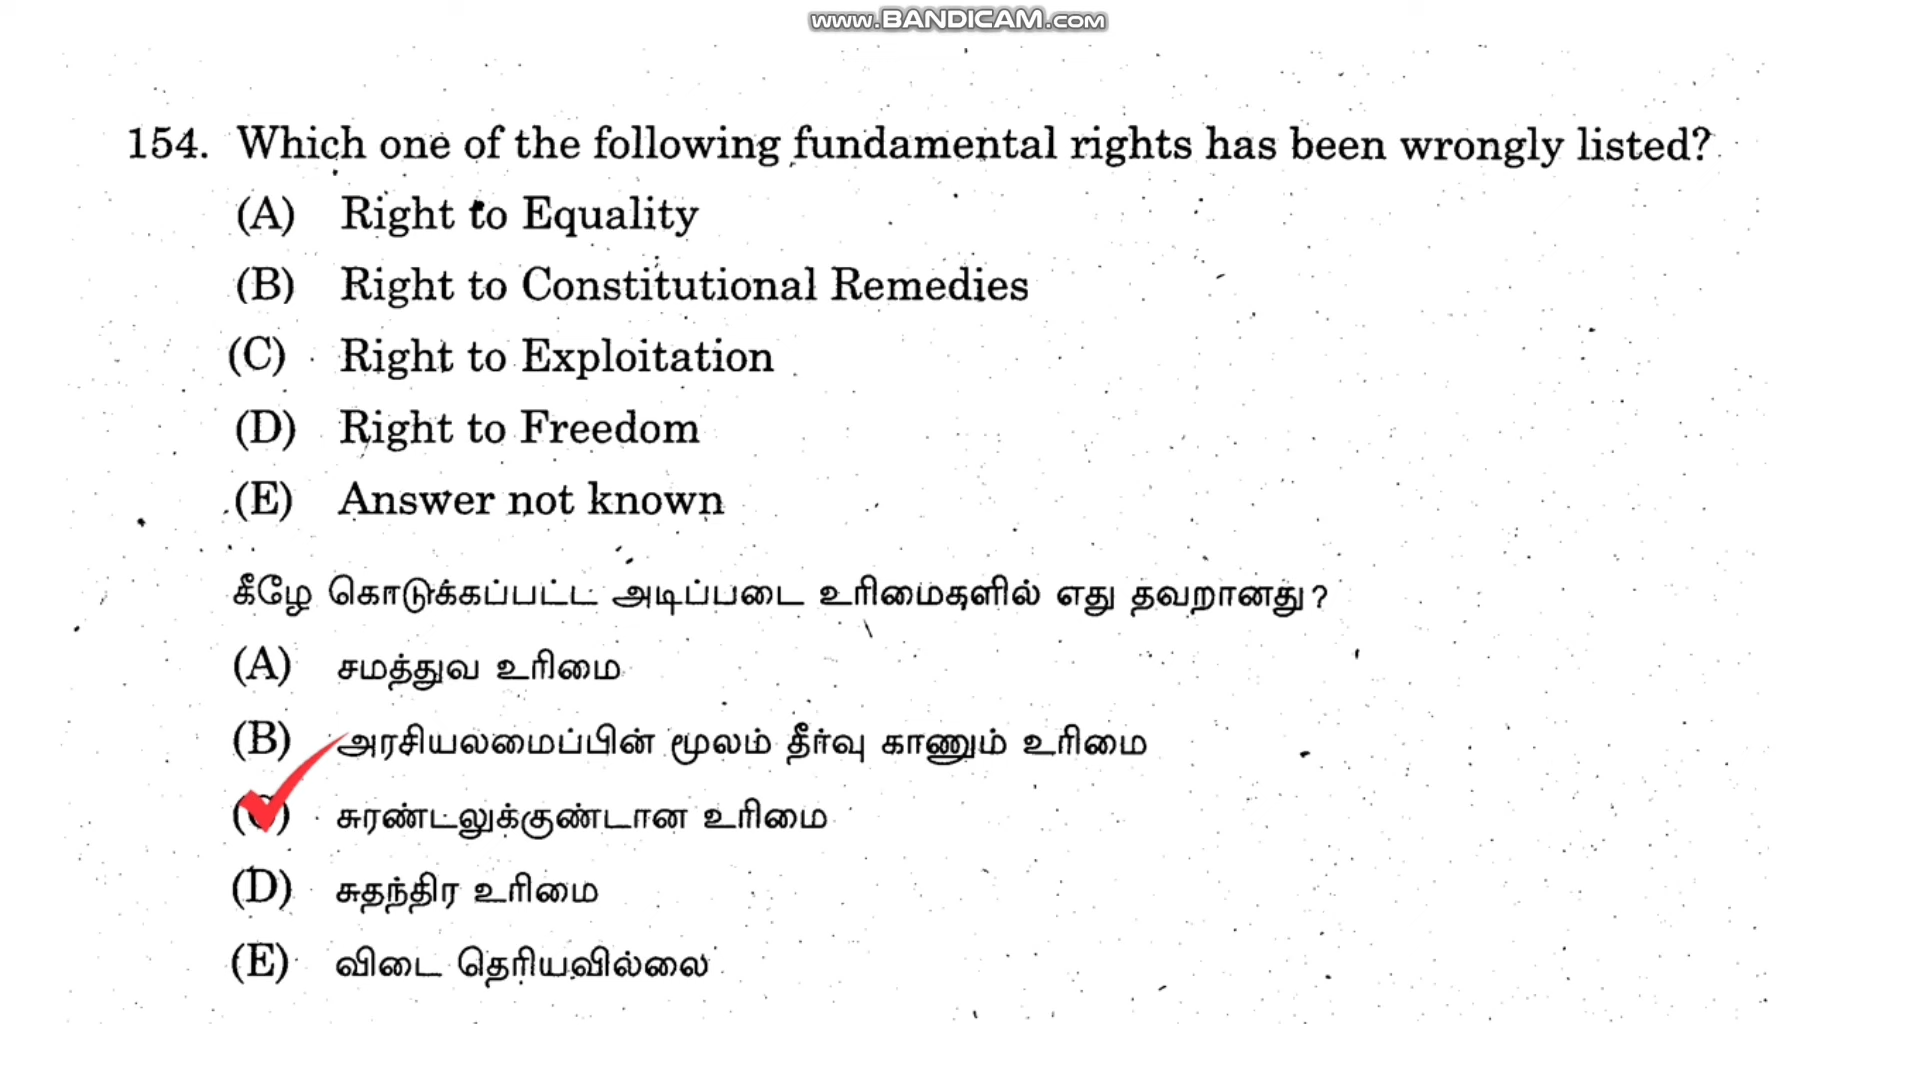 www.BANDICAM.com
154. Which one of the following fundamental rights has been wrongly listed?
(A) Right to Equality
(B) Right to Constitutional Remedies
(C) Right to Exploitation
(D) Right to Freedom
(E) Answer not known
கீழே கொடுக்கப்பட்ட அடிப்படை உரிமைகளில் எது தவறானது?
(A) சமத்துவ உரிமை
(B) அரசியலமைப்பின் மூலம் தீர்வு காணும் உரிமை
(C) சுரண்டலுக்குண்டான உரிமை
(D) சுதந்திர உரிமை
(E) விடை தெரியவில்லை